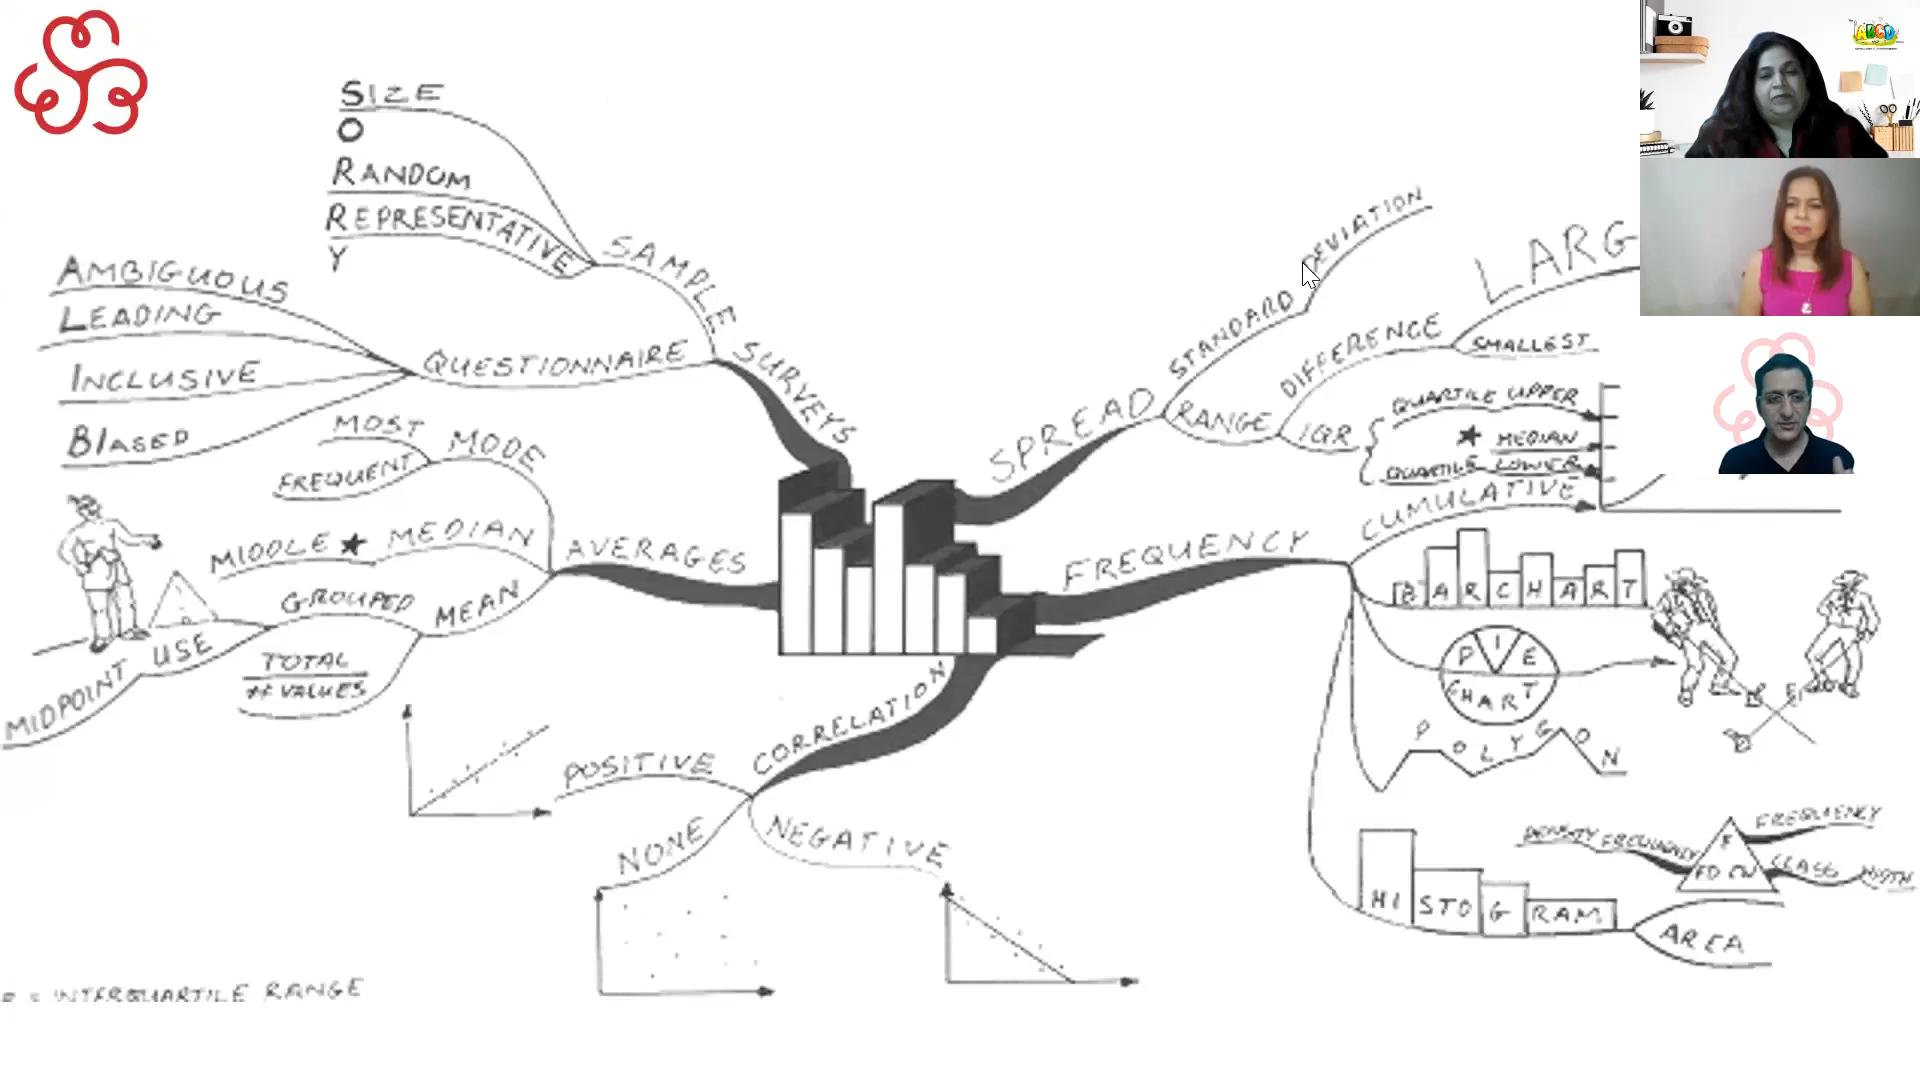 SIZE
O
RANDOM
REPRESENTATIVE
Y
SAMPLE
AMBIGUOUS
LEADING
INCLUSIVE
BIASED
QUESTIONNAIRE
SURVEYS
MOST
FREQUENT
MODE
MIDDLE ★ MEDIAN
AVERAGES
GROUPED
MEAN
USE
MIDPOINT
TOTAL
# VALUES
SPREAD
STANDARD
DEVIATION
RANGE
DIFFERENCE
LARG
SMALLEST
IQR
QUARTILE UPPER
★ MEDIAN
QUARTILE LOWER
FREQUENCY
CUMULATIVE
BAR CHART
PIE
CHART
POLYGON
HISTOGRAM
DENSITY FREQUENCY
F
FD CW
FREQUENCY
CLASS WIDTH
AREA
CORRELATION
POSITIVE
NONE
NEGATIVE
INTERQUARTILE RANGE
ABCD